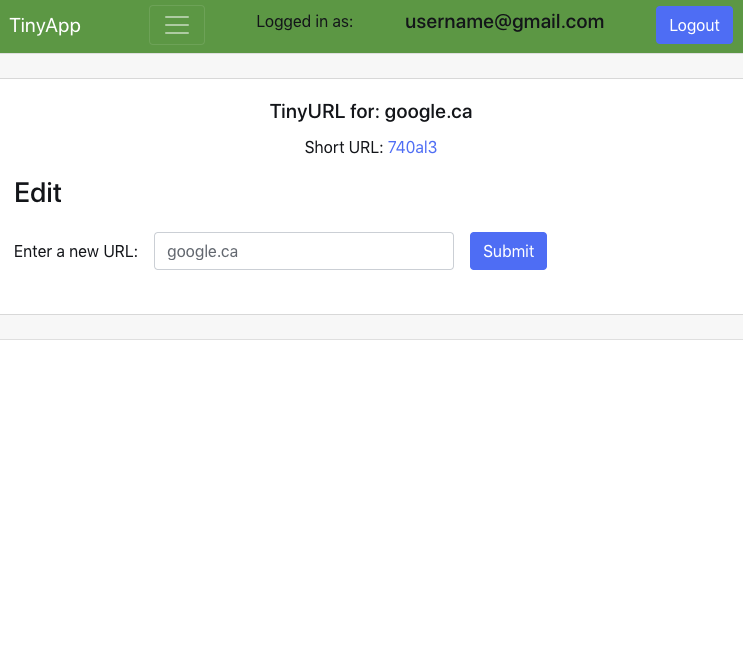 TinyApp Logged in as: username@gmail.com Logout
TinyURL for: google.ca
Short URL: 740al3
Edit
Enter a new URL: google.ca Submit